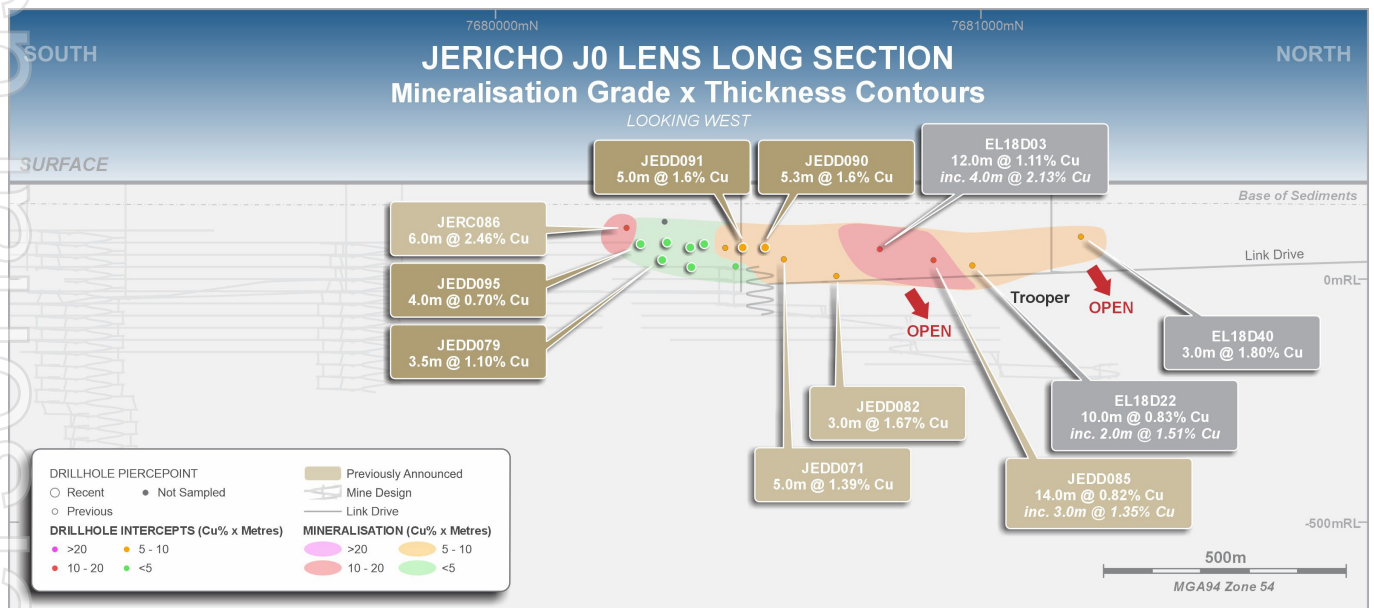 7680000mN
7681000mN
SOUTH
JERICHO J0 LENS LONG SECTION
NORTH
Mineralisation Grade x Thickness Contours
LOOKING WEST
SURFACE
JEDD091
5.0m @ 1.6% Cu
JEDD090
5.3m @ 1.6% Cu
EL18D03
12.0m @ 1.11% Cu
inc. 4.0m @ 2.13% Cu
Base of Sediments
JERC086
6.0m @ 2.46% Cu
JEDD095
4.0m @ 0.70% Cu
JEDD079
3.5m @ 1.10% Cu
Link Drive
0mRL
Trooper
OPEN
OPEN
EL18D40
3.0m @ 1.80% Cu
JEDD082
3.0m @ 1.67% Cu
EL18D22
10.0m @ 0.83% Cu
inc. 2.0m @ 1.51% Cu
JEDD071
5.0m @ 1.39% Cu
JEDD085
14.0m @ 0.82% Cu
inc. 3.0m @ 1.35% Cu
-500mRL
500m
MGA94 Zone 54
DRILLHOLE PIERCEPOINT
Recent
Not Sampled
Previous
Previously Announced
Mine Design
Link Drive
DRILLHOLE INTERCEPTS (Cu% x Metres)
>20
5 - 10
10 - 20
<5
MINERALISATION (Cu% x Metres)
>20
5 - 10
10 - 20
<5